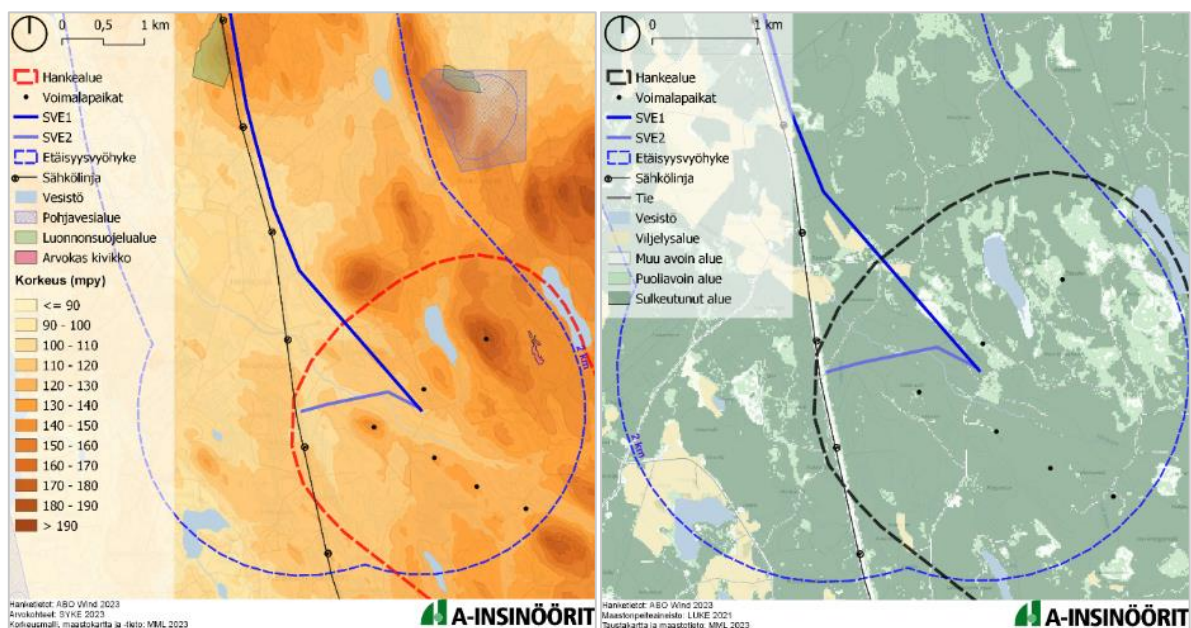 0 0,5 1 km
Hankealue
Voimalapaikat
SVE1
SVE2
Etäisyysvyöhyke
Sähkölinja
Vesistö
Pohjavesialue
Luonnonsuojelualue
Arvokas kivikko
Korkeus (mpy)
<= 90
90 - 100
100 - 110
110 - 120
120 - 130
130 - 140
140 - 150
150 - 160
160 - 170
170 - 180
180 - 190
> 190
2 km
Hanketiedot: ABO Wind 2023
Arvokohteet: SYKE 2023
Korkeusmalli, maastokartta ja -tieto: MML 2023
A-INSINÖÖRIT
0 1 km
Hankealue
Voimalapaikat
SVE1
SVE2
Etäisyysvyöhyke
Sähkölinja
Tie
Vesistö
Viljelysalue
Muu avoin alue
Puoliavoin alue
Sulkeutunut alue
2 km
2 km
Hanketiedot: ABO Wind 2023
Maastonpeiteaineisto: LUKE 2021
Taustakartta ja maastotieto: MML 2023
A-INSINÖÖRIT